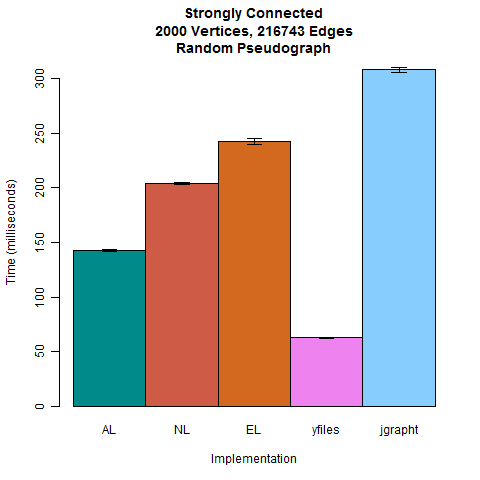 Strongly Connected
2000 Vertices, 216743 Edges
Random Pseudograph
Time (milliseconds)
300
250
200
150
100
50
0
AL NL EL yfiles jgrapht
Implementation